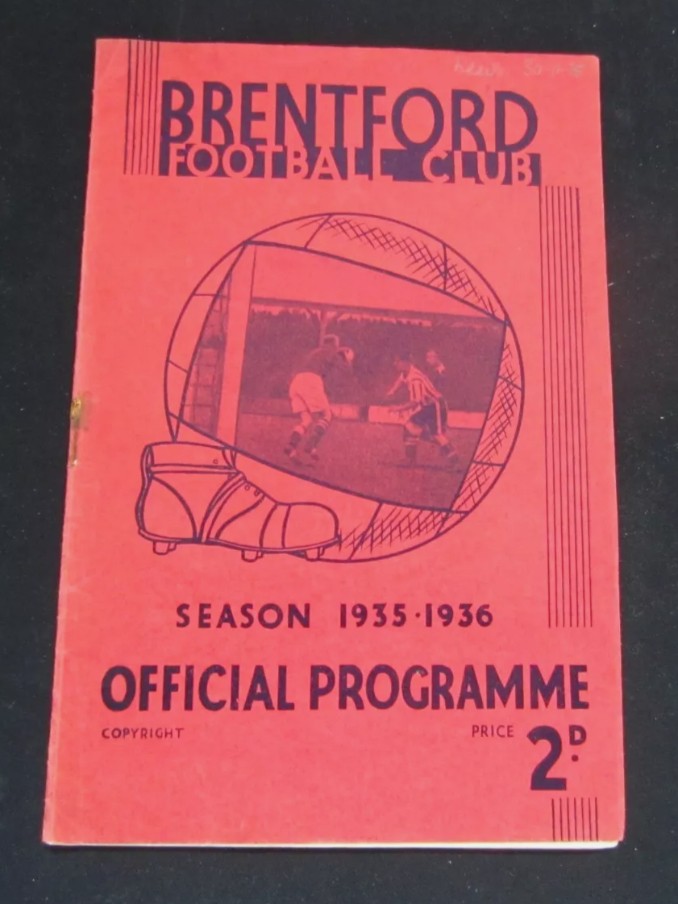 BRENTFORD
FOOTBALL CLUB
SEASON 1935·1936
OFFICIAL PROGRAMME
COPYRIGHT PRICE 2D.